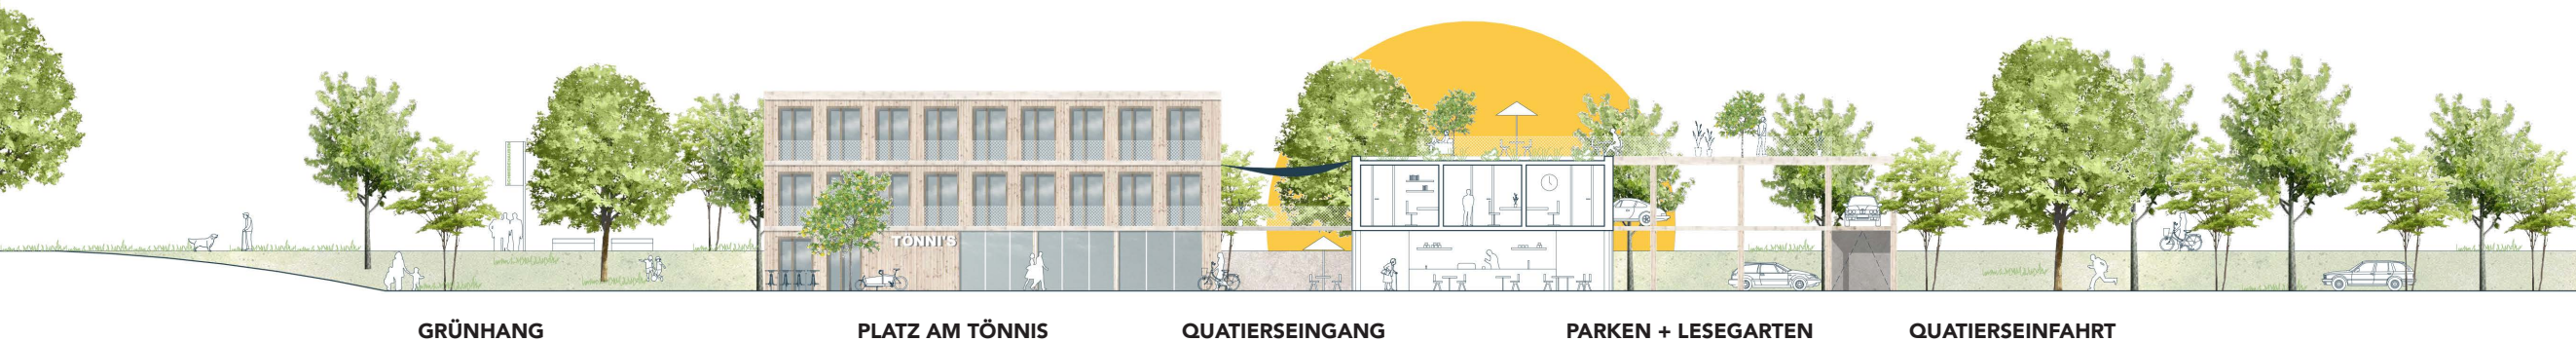 TÖNNI'S
GRÜNHANG
PLATZ AM TÖNNIS
QUATIERSEINGANG
PARKEN + LESEGARTEN
QUATIERSEINFAHRT